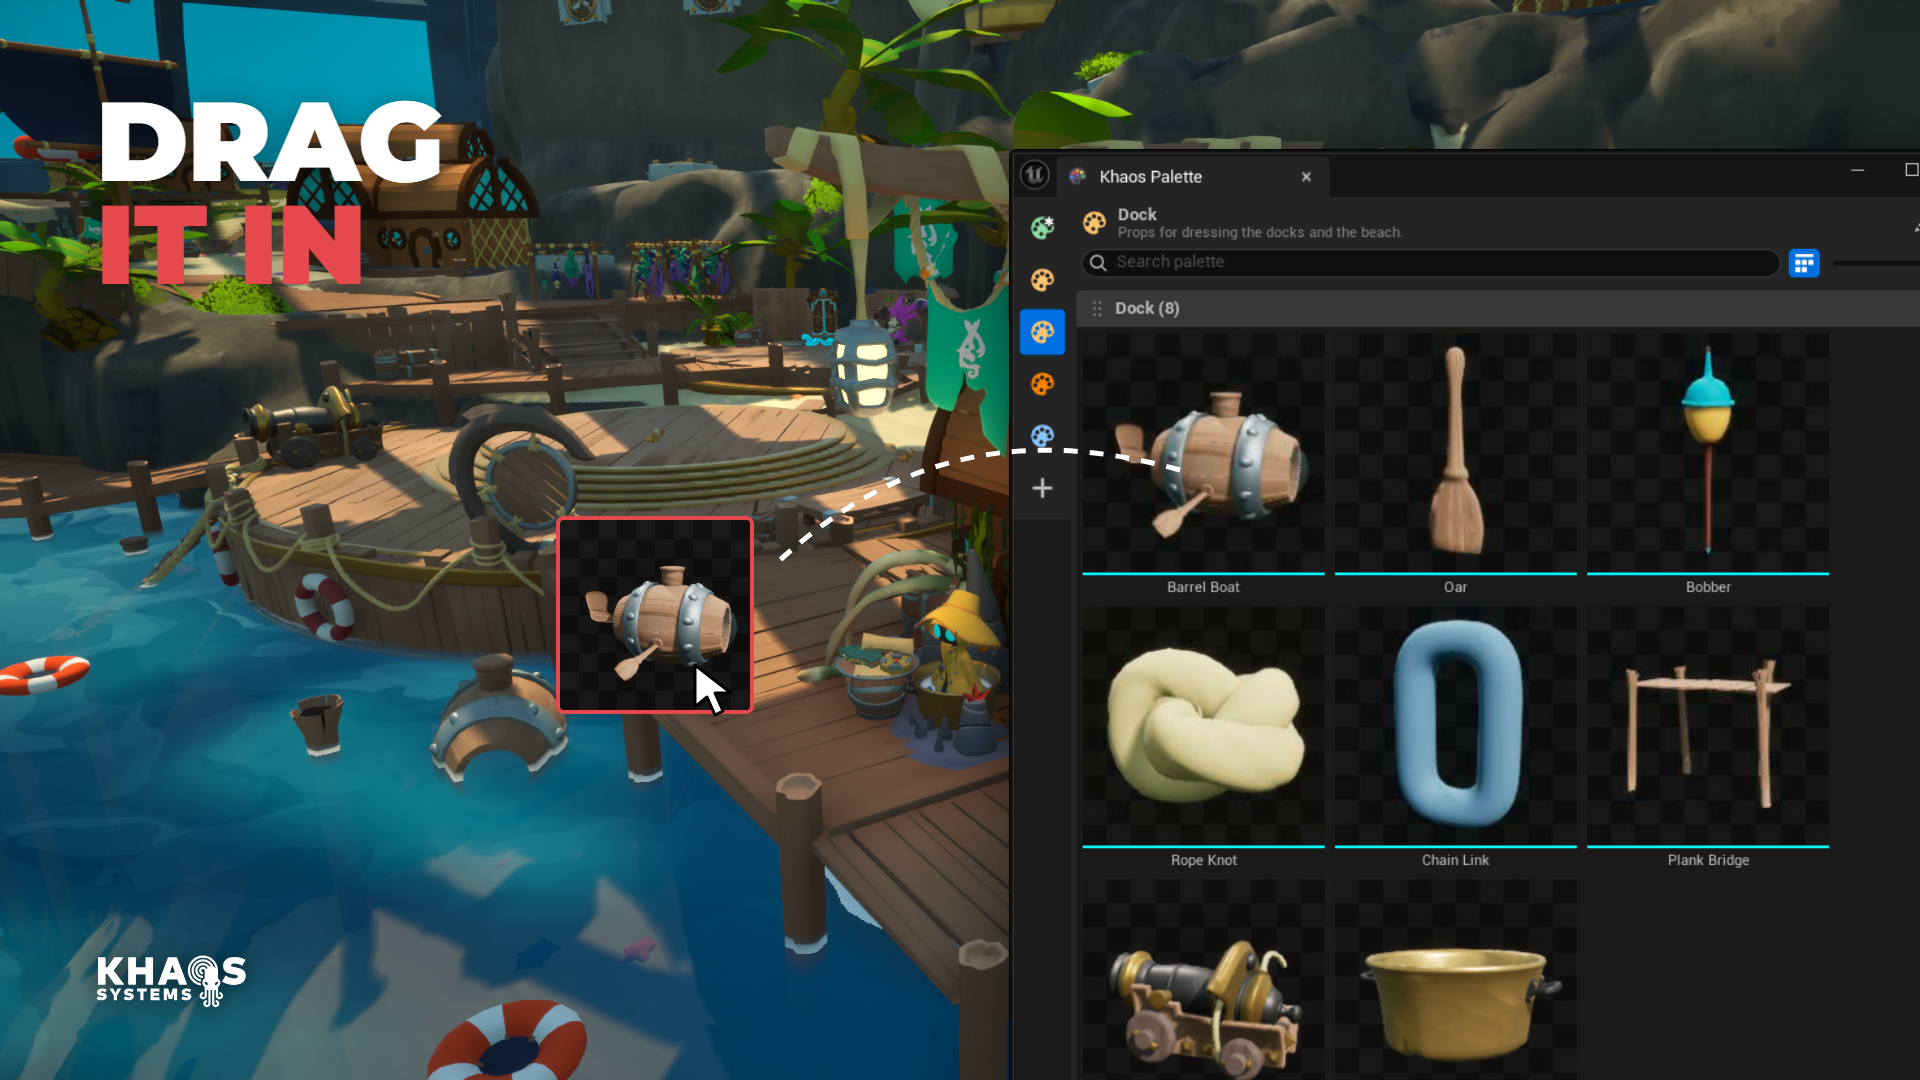 DRAG
IT IN
Khaos Palette
Dock
Props for dressing the docks and the beach.
Search palette
Dock (8)
Barrel Boat
Oar
Bobber
Rope Knot
Chain Link
Plank Bridge
KHAOS
SYSTEMS